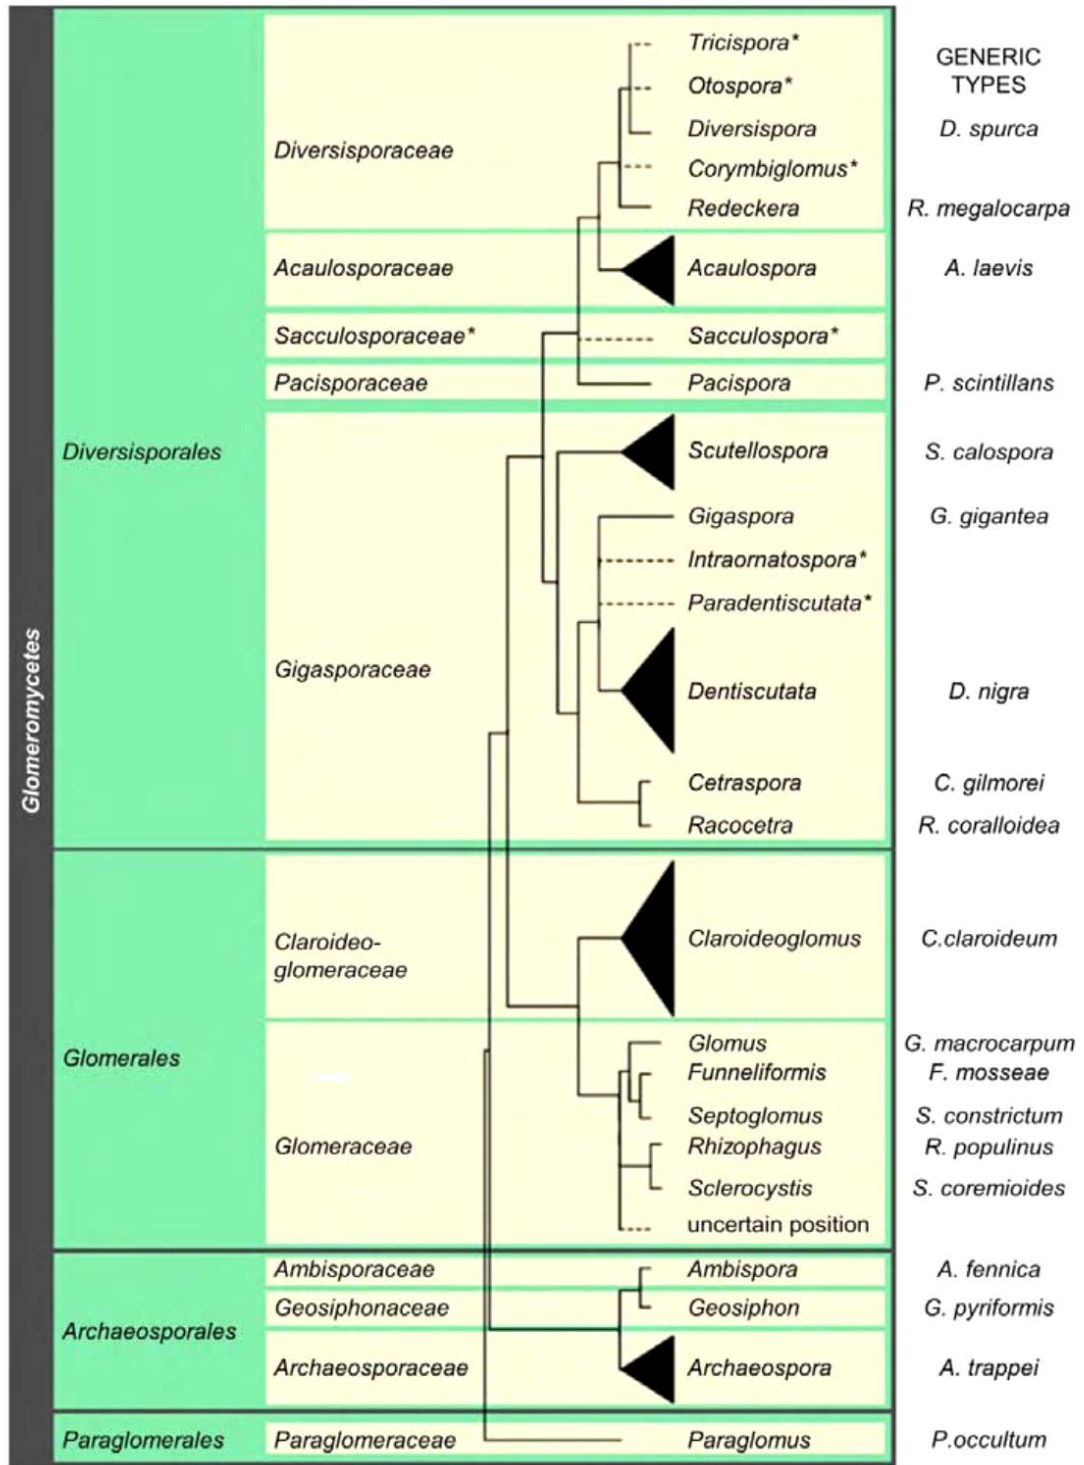 GENERIC
TYPES
Glomeromycetes
Diversisporales
Diversisporaceae
Tricispora*
Otospora*
Diversispora D. spurca
Corymbiglomus*
Redeckera R. megalocarpa
Acaulosporaceae Acaulospora A. laevis
Sacculosporaceae* Sacculospora*
Pacisporaceae Pacispora P. scintillans
Gigasporaceae
Scutellospora S. calospora
Gigaspora G. gigantea
Intraornatospora*
Paradentiscutata*
Dentiscutata D. nigra
Cetraspora C. gilmorei
Racocetra R. coralloidea
Glomerales
Claroideo-
glomeraceae
Claroideoglomus C.claroideum
Glomeraceae
Glomus G. macrocarpum
Funneliformis F. mosseae
Septoglomus S. constrictum
Rhizophagus R. populinus
Sclerocystis S. coremioides
uncertain position
Archaeosporales
Ambisporaceae Ambispora A. fennica
Geosiphonaceae Geosiphon G. pyriformis
Archaeosporaceae Archaeospora A. trappei
Paraglomerales Paraglomeraceae Paraglomus P.occultum